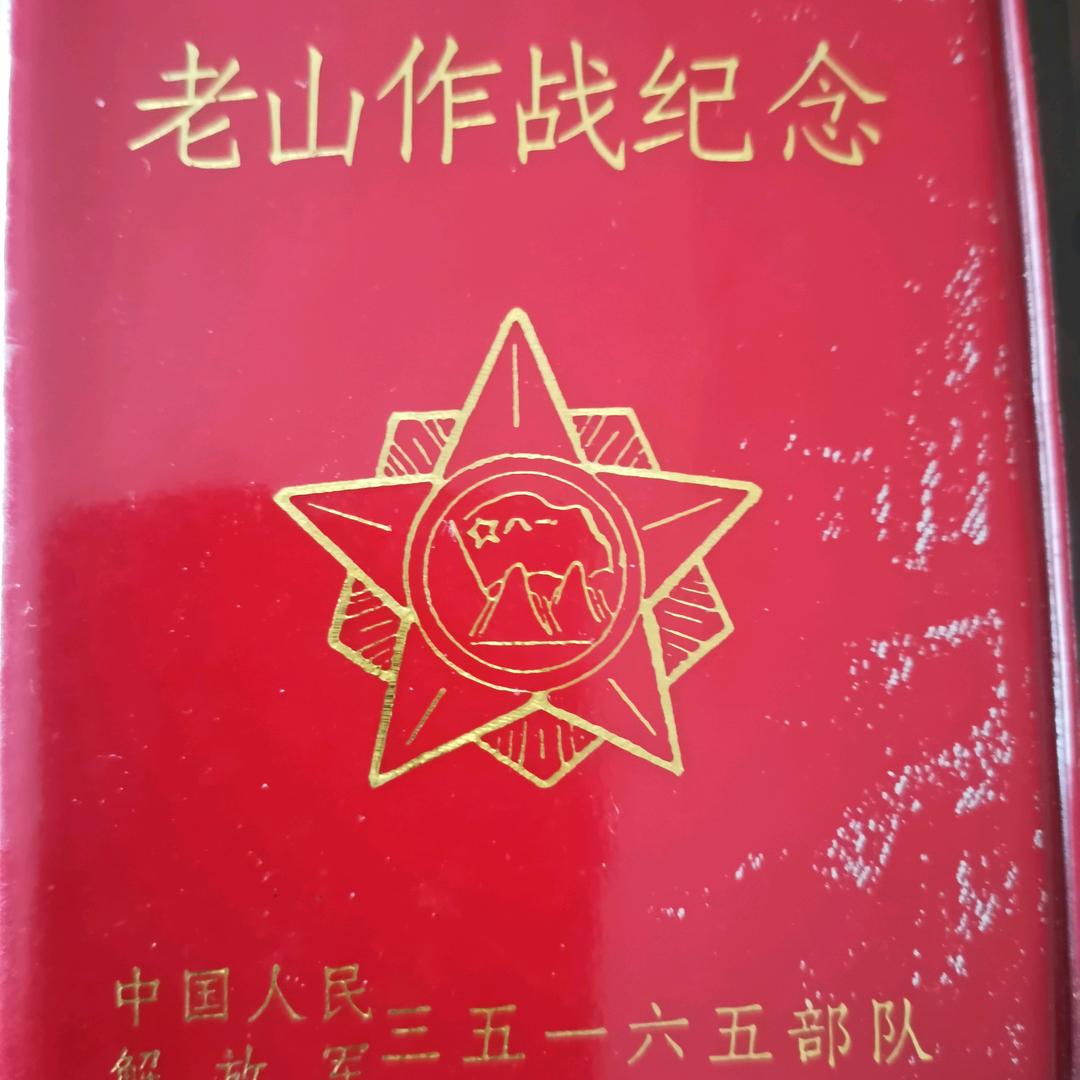 老山作战纪念
八一
中国人民
解放军
三五一六五部队